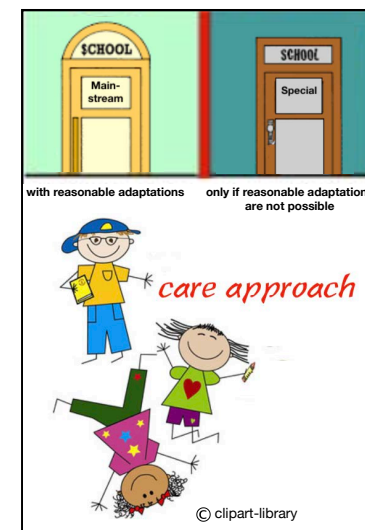 SCHOOL
Main-
stream
SCHOOL
Special
with reasonable adaptations
only if reasonable adaptation
are not possible
care approach
© clipart-library